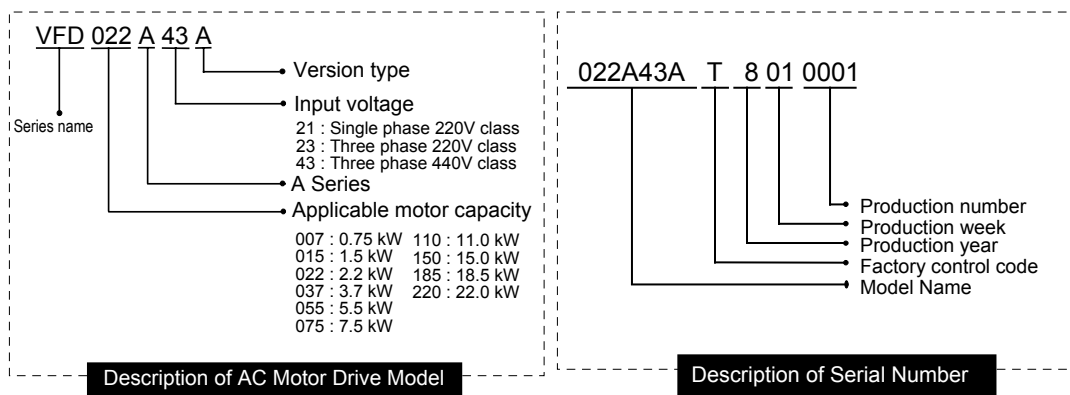 VFD 022 A 43 A
Version type
Input voltage
Series name
21 : Single phase 220V class
23 : Three phase 220V class
43 : Three phase 440V class
A Series
Applicable motor capacity
007 : 0.75 kW 110 : 11.0 kW
015 : 1.5 kW 150 : 15.0 kW
022 : 2.2 kW 185 : 18.5 kW
037 : 3.7 kW 220 : 22.0 kW
055 : 5.5 kW
075 : 7.5 kW
Description of AC Motor Drive Model
022A43A T 8 01 0001
Production number
Production week
Production year
Factory control code
Model Name
Description of Serial Number